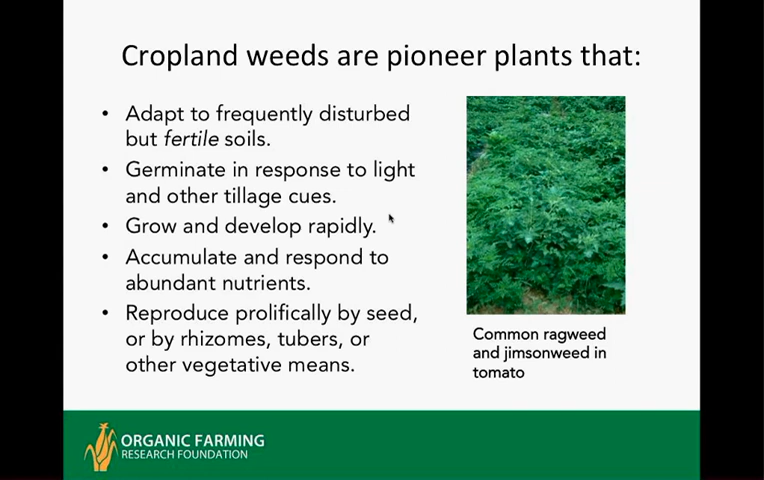 Cropland weeds are pioneer plants that:
• Adapt to frequently disturbed
but fertile soils.
• Germinate in response to light
and other tillage cues.
• Grow and develop rapidly.
• Accumulate and respond to
abundant nutrients.
• Reproduce prolifically by seed,
or by rhizomes, tubers, or
other vegetative means.
Common ragweed
and jimsonweed in
tomato
ORGANIC FARMING
RESEARCH FOUNDATION